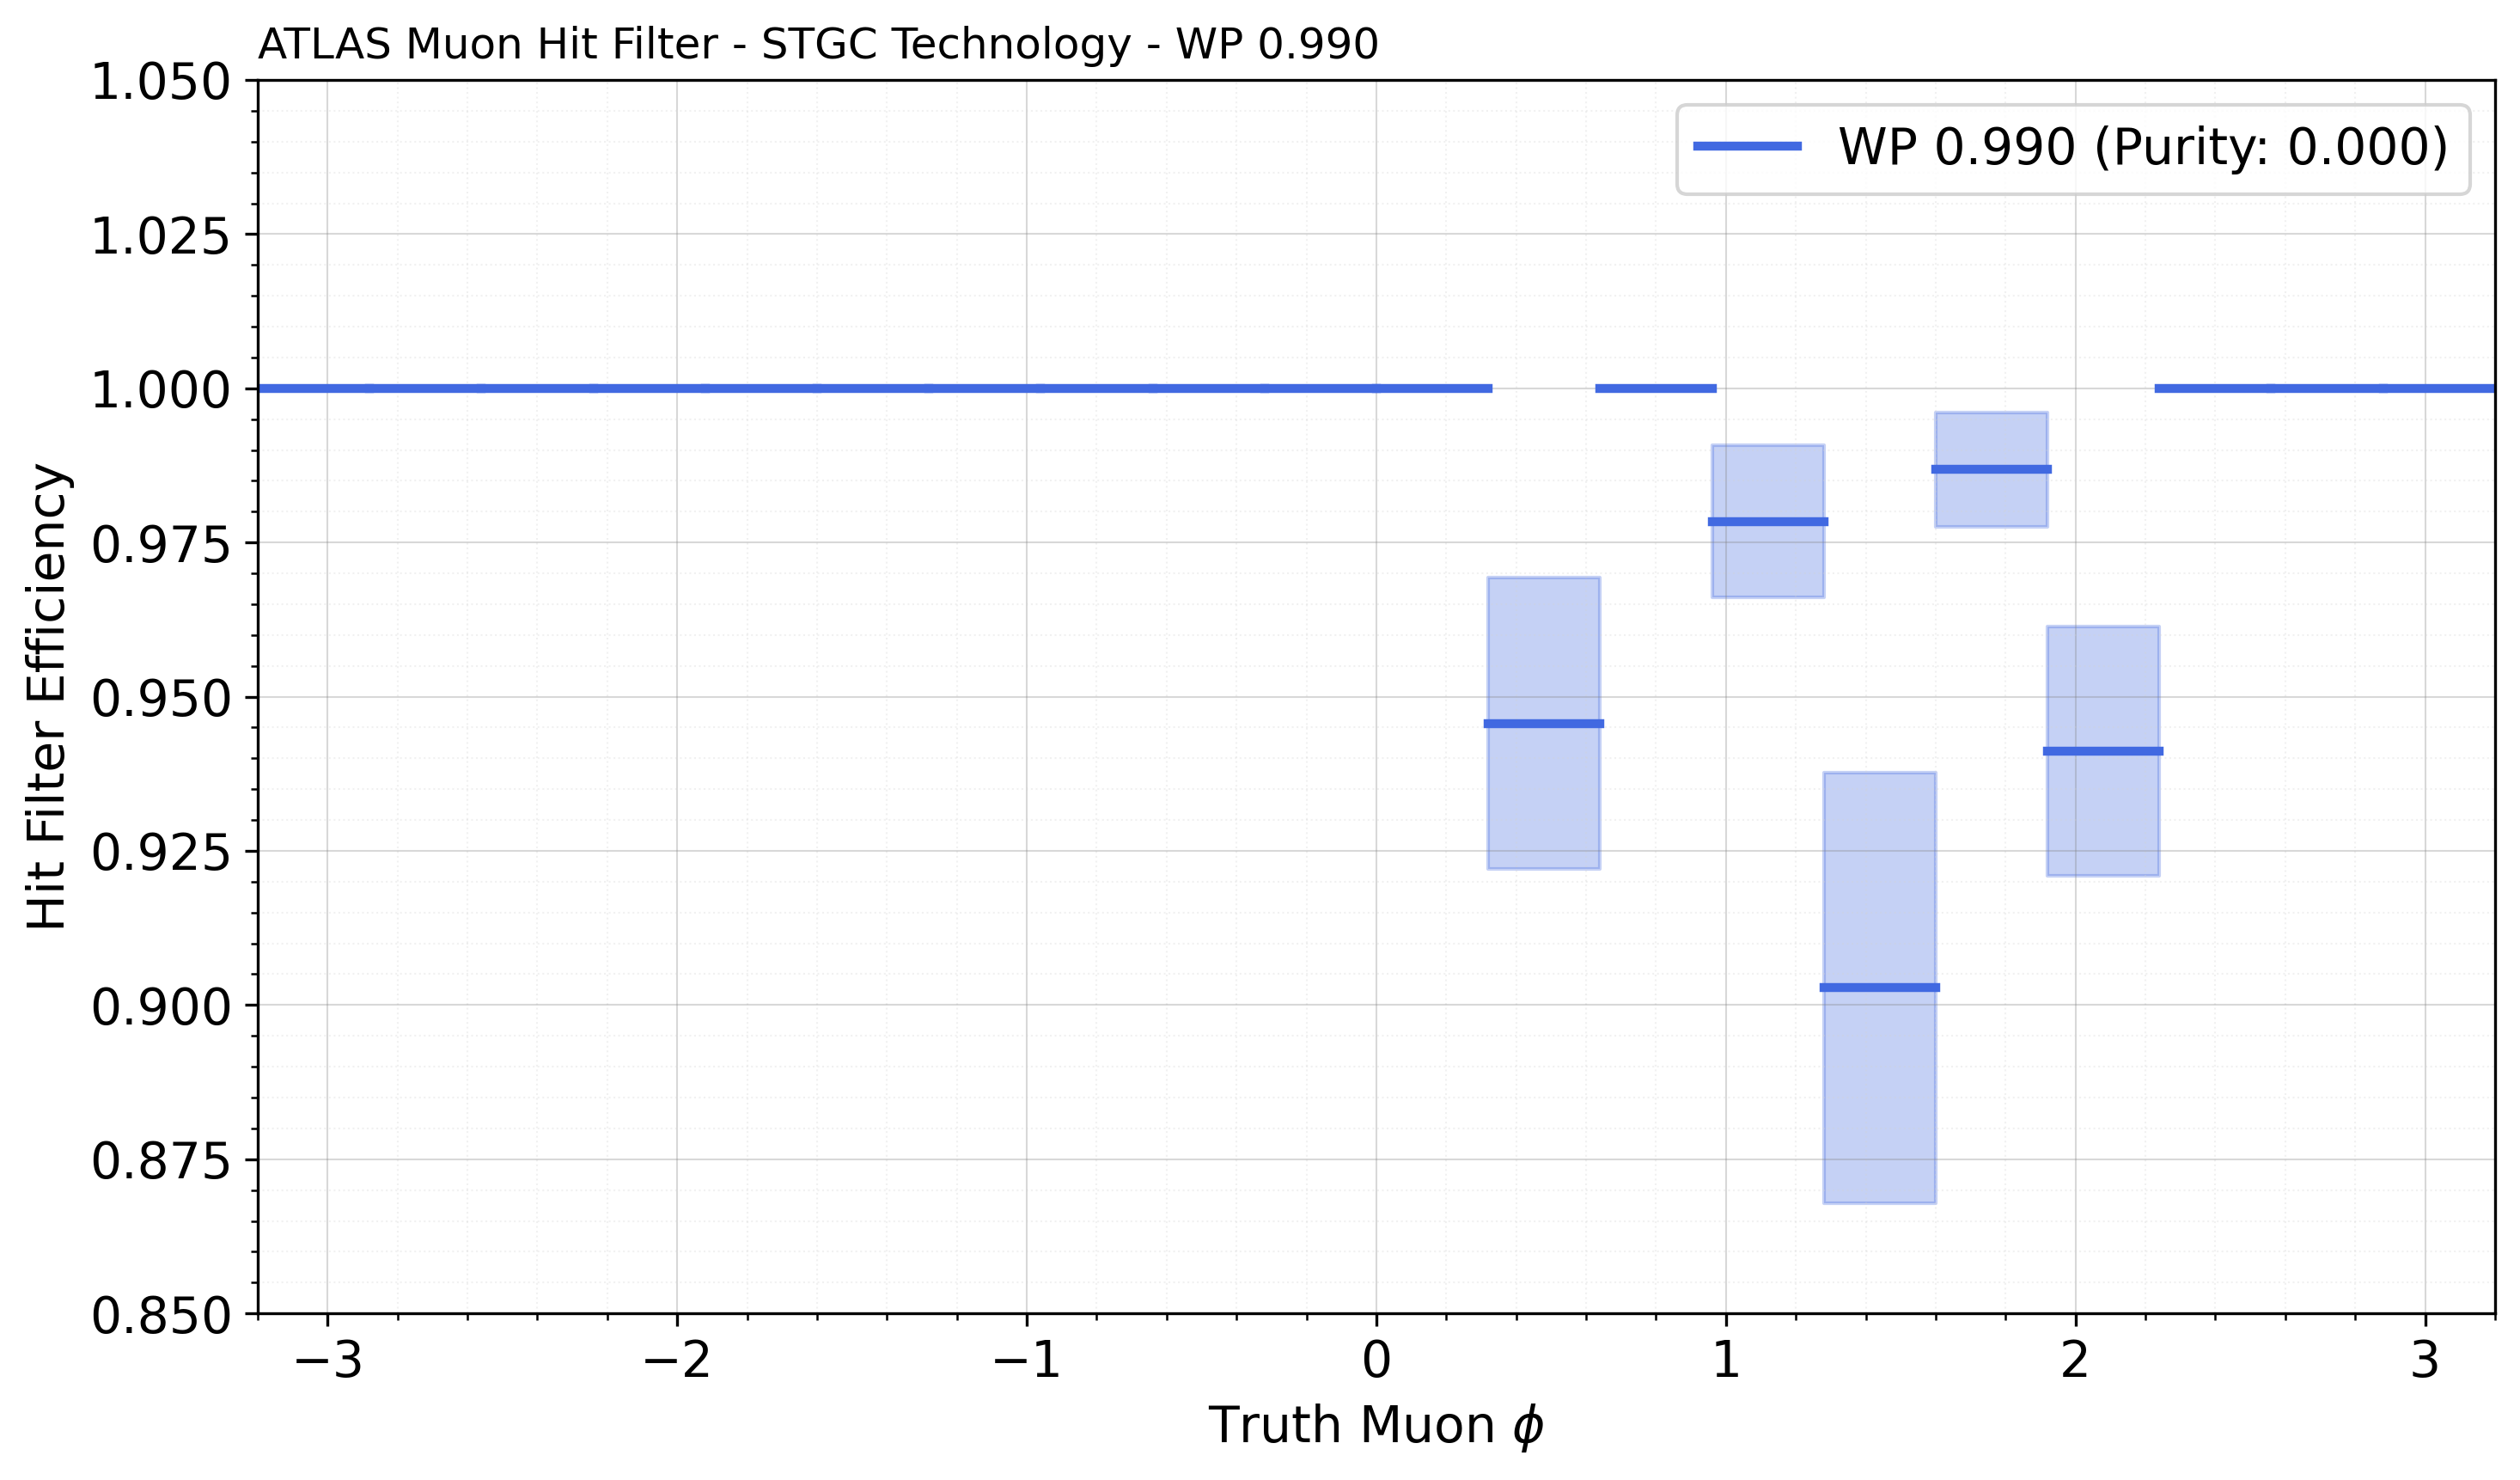 ATLAS Muon Hit Filter - STGC Technology - WP 0.990
1.050
1.025
1.000
0.975
0.950
0.925
0.900
0.875
0.850
Hit Filter Efficiency
WP 0.990 (Purity: 0.000)
−3 −2 −1 0 1 2 3
Truth Muon ϕ